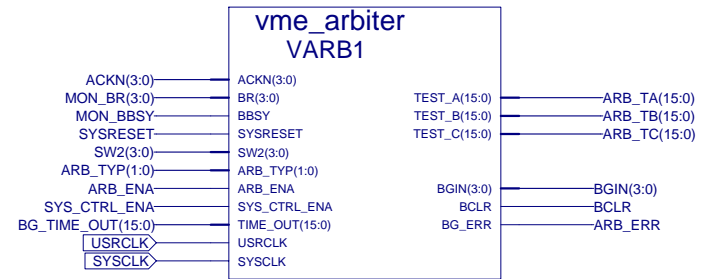 vme_arbiter
VARB1
ACKN(3:0) ACKN(3:0)
MON_BR(3:0) BR(3:0) TEST_A(15:0) ARB_TA(15:0)
MON_BBSY BBSY TEST_B(15:0) ARB_TB(15:0)
SYSRESET SYSRESET TEST_C(15:0) ARB_TC(15:0)
SW2(3:0) SW2(3:0)
ARB_TYP(1:0) ARB_TYP(1:0)
ARB_ENA ARB_ENA BGIN(3:0) BGIN(3:0)
SYS_CTRL_ENA SYS_CTRL_ENA BCLR BCLR
BG_TIME_OUT(15:0) TIME_OUT(15:0) BG_ERR ARB_ERR
USRCLK USRCLK
SYSCLK SYSCLK